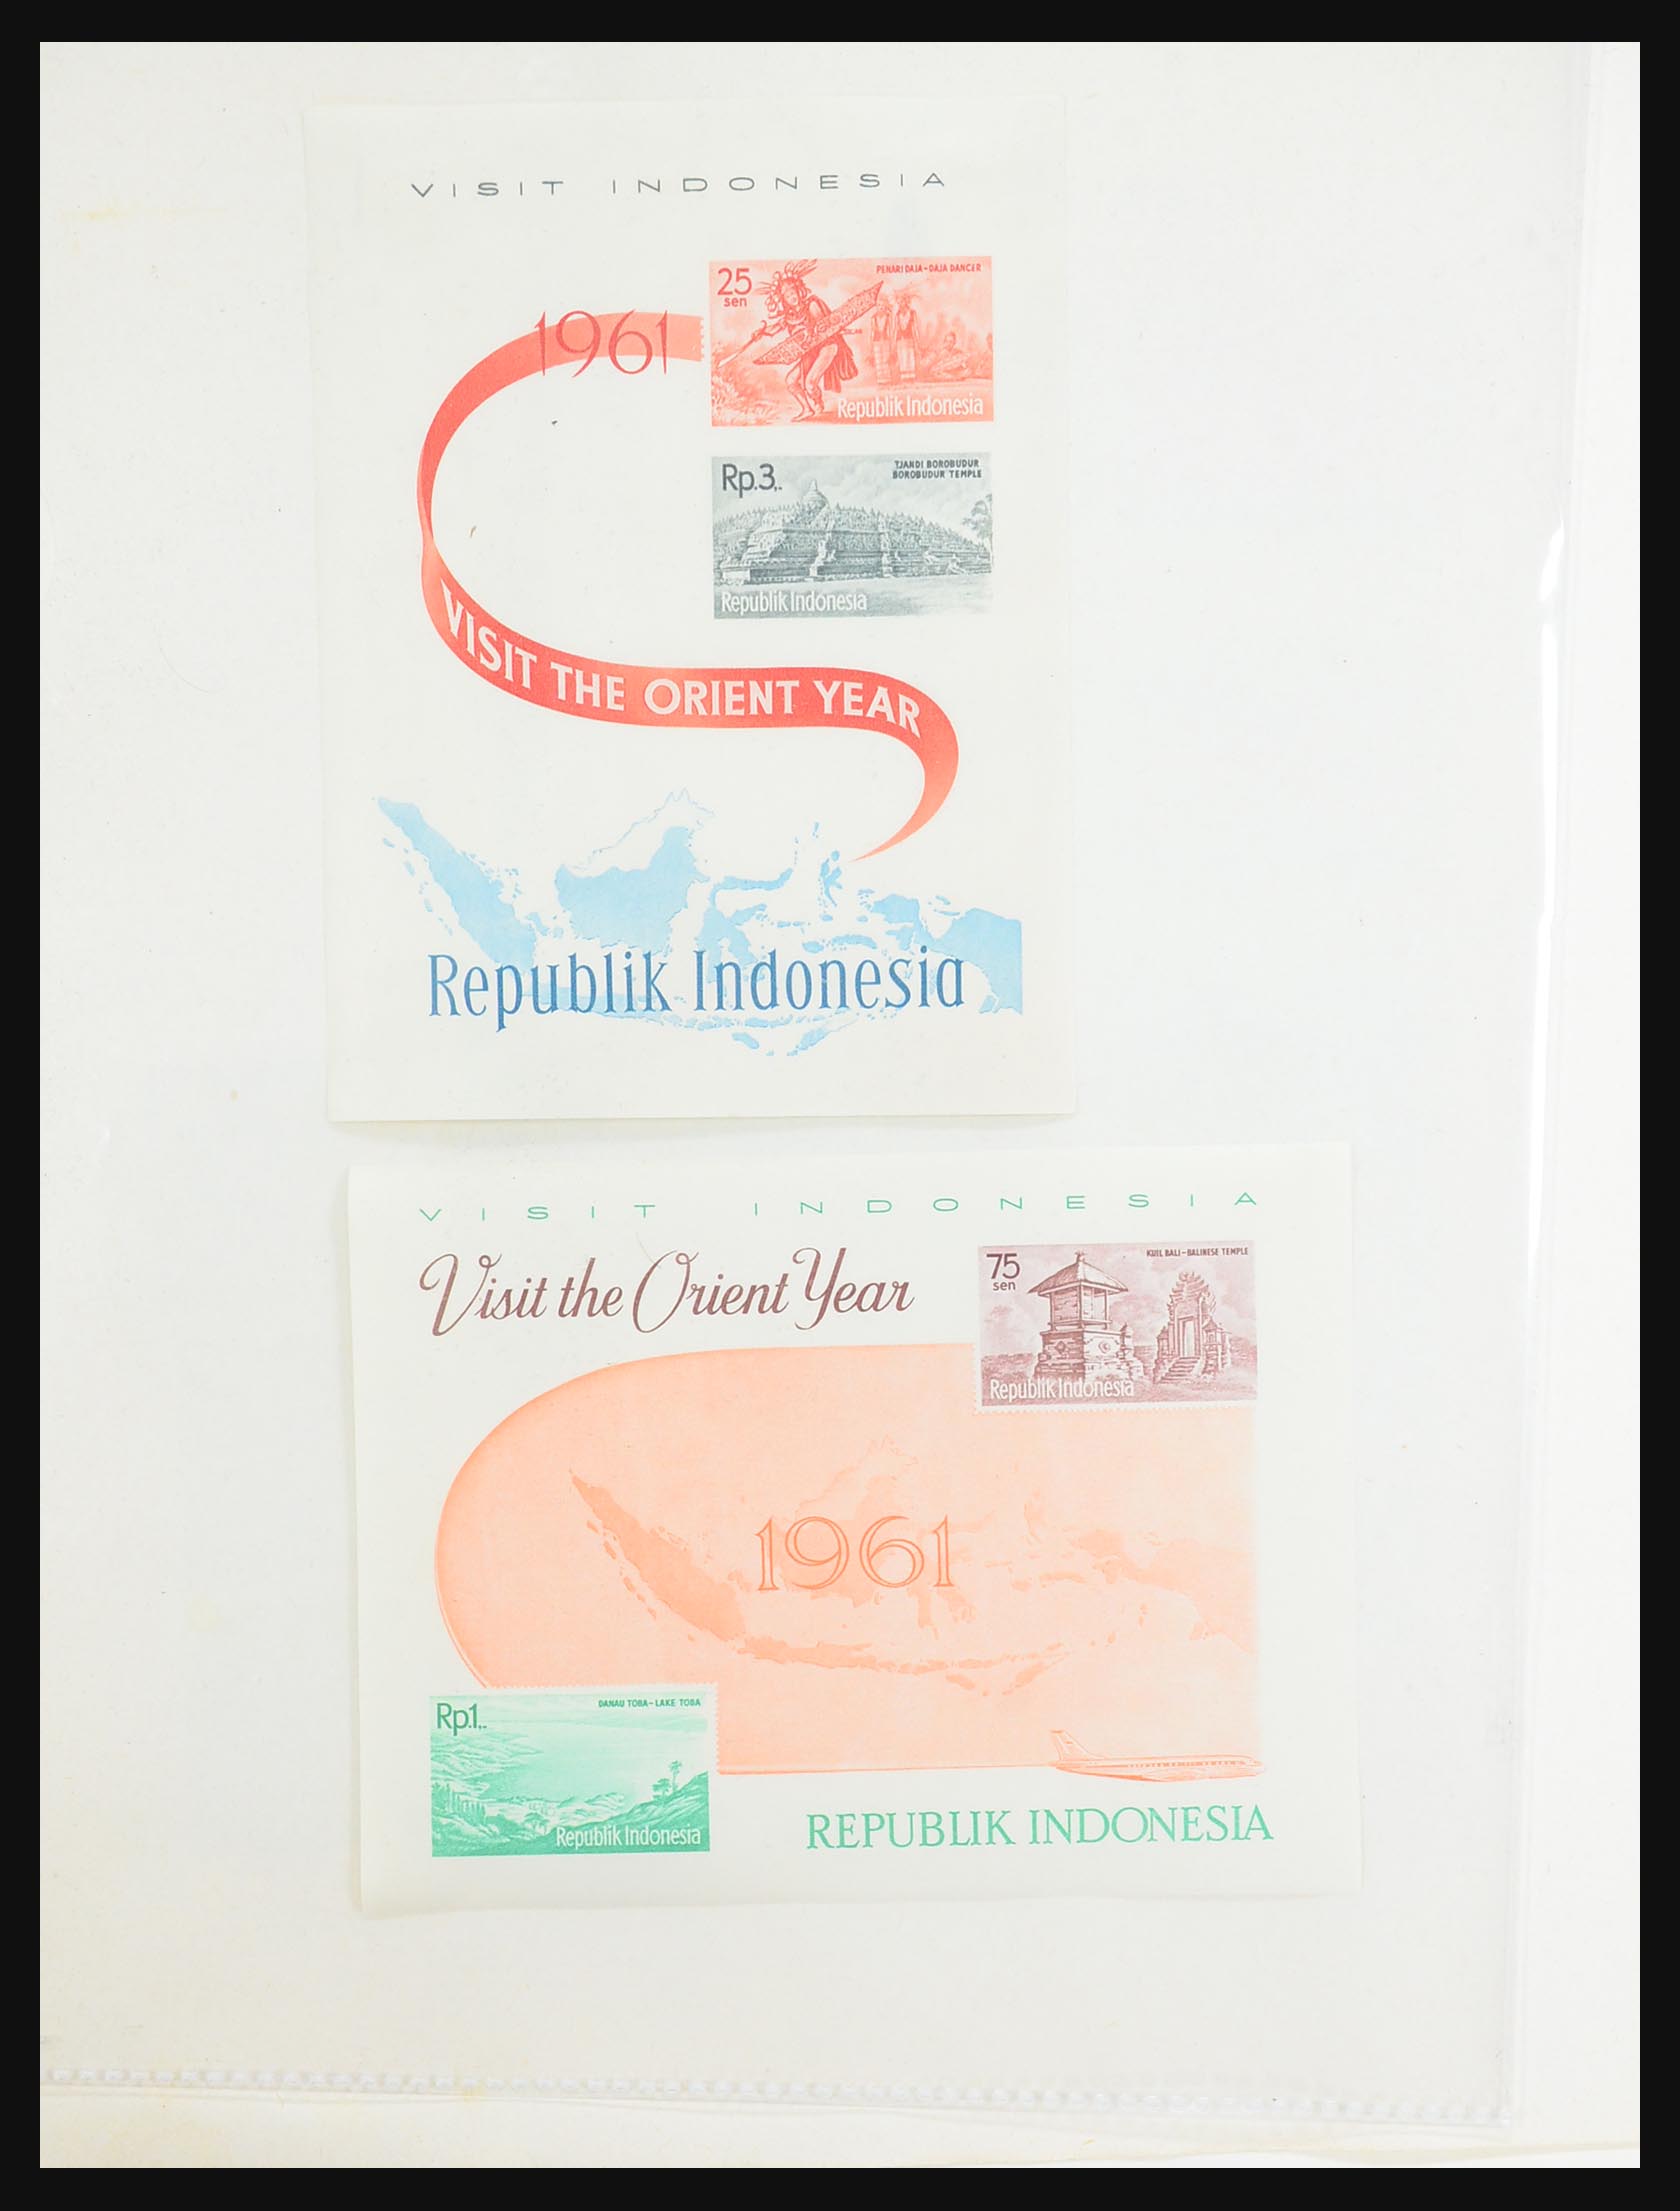 VISIT INDONESIA
25
sen
PENARI DAJA-DAJA DANCER
Republik Indonesia
1961
Rp.3,.
TJANDI BOROBUDUR
BOROBUDUR TEMPLE
Republik Indonesia
VISIT THE ORIENT YEAR
Republik Indonesia
VISIT INDONESIA
Visit the Orient Year
75
sen
KUIL BALI-BALINESE TEMPLE
Republik Indonesia
1961
Rp.1,.
DANAU TOBA-LAKE TOBA
Republik Indonesia
REPUBLIK INDONESIA